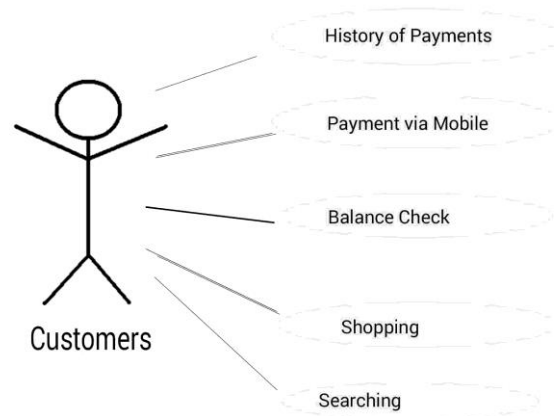 History of Payments
Payment via Mobile
Balance Check
Shopping
Searching
Customers